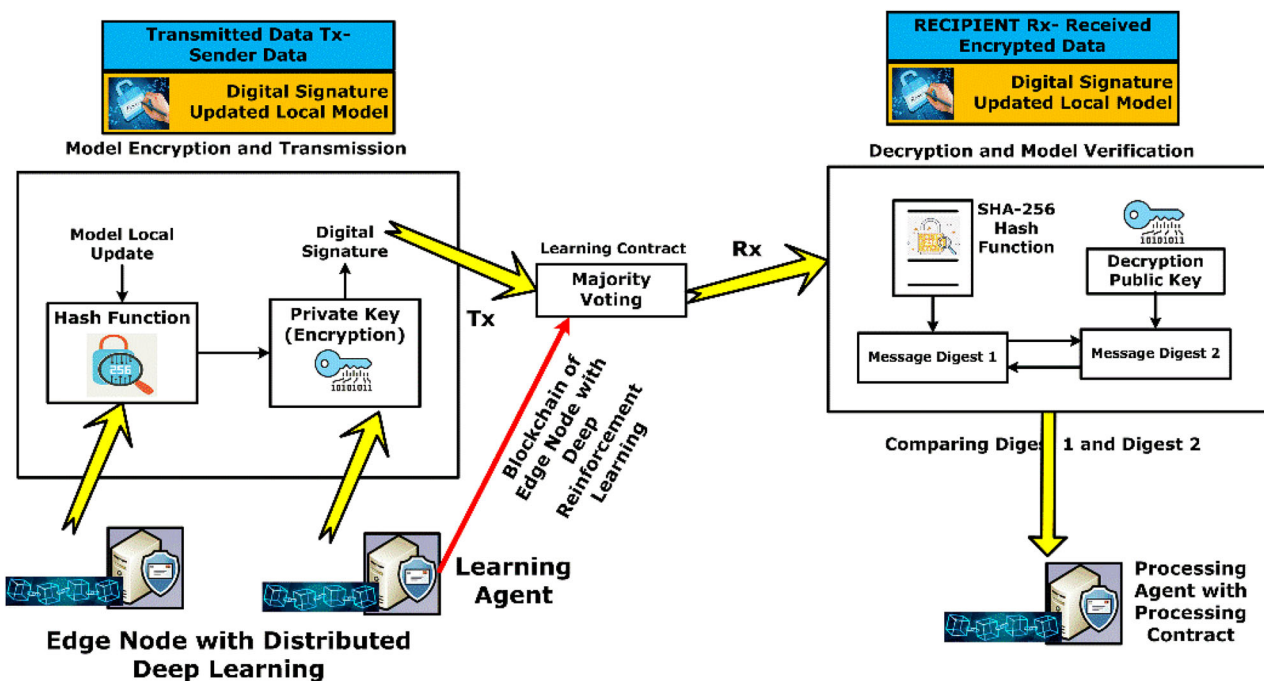 Transmitted Data Tx-
Sender Data
Digital Signature
Updated Local Model
Model Encryption and Transmission
Model Local
Update
Hash Function
256
Digital
Signature
Private Key
(Encryption)
10101011
Tx
Learning Contract
Majority
Voting
Rx
Blockchain of
Edge Node with
Deep
Reinforcement
Learning
Learning
Agent
Edge Node with Distributed
Deep Learning
RECIPIENT Rx- Received
Encrypted Data
Digital Signature
Updated Local Model
Decryption and Model Verification
SHA-256
Hash
Function
10101011
Decryption
Public Key
Message Digest 1
Message Digest 2
Comparing Diges 1 and Digest 2
Processing
Agent with
Processing
Contract